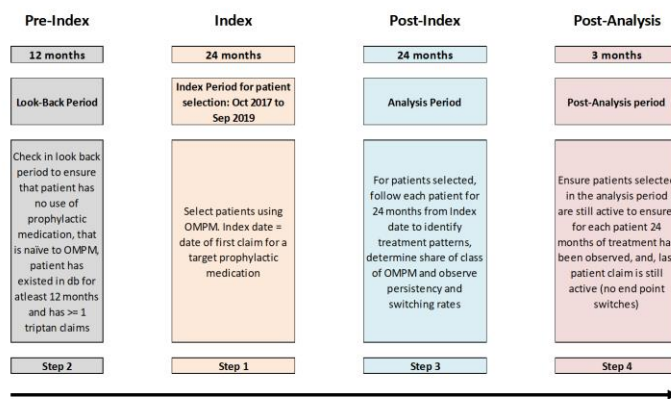 Pre-Index
12 months
Look-Back Period
Check in look back
period to ensure
that patient has
no use of
prophylactic
medication, that
is naïve to OMPM,
patient has
existed in db for
atleast 12 months
and has >= 1
triptan claims
Step 2
Index
24 months
Index Period for patient
selection: Oct 2017 to
Sep 2019
Select patients using
OMPM. Index date =
date of first claim for a
target prophylactic
medication
Step 1
Post-Index
24 months
Analysis Period
For patients selected,
follow each patient for
24 months from Index
date to identify
treatment patterns,
determine share of class
of OMPM and observe
persistency and
switching rates
Step 3
Post-Analysis
3 months
Post-Analysis period
Ensure patients selected
in the analysis period
are still active to ensure
for each patient 24
months of treatment ha
been observed, and, las
patient claim is still
active (no end point
switches)
Step 4